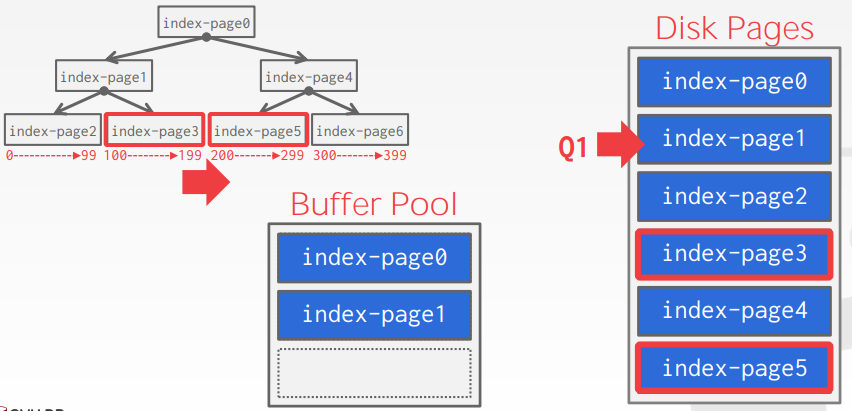 index-page0
index-page1
index-page4
index-page2
index-page3
index-page5
index-page6
0 99
100 199
200 299
300 399
Buffer Pool
index-page0
index-page1
Disk Pages
index-page0
Q1
index-page1
index-page2
index-page3
index-page4
index-page5